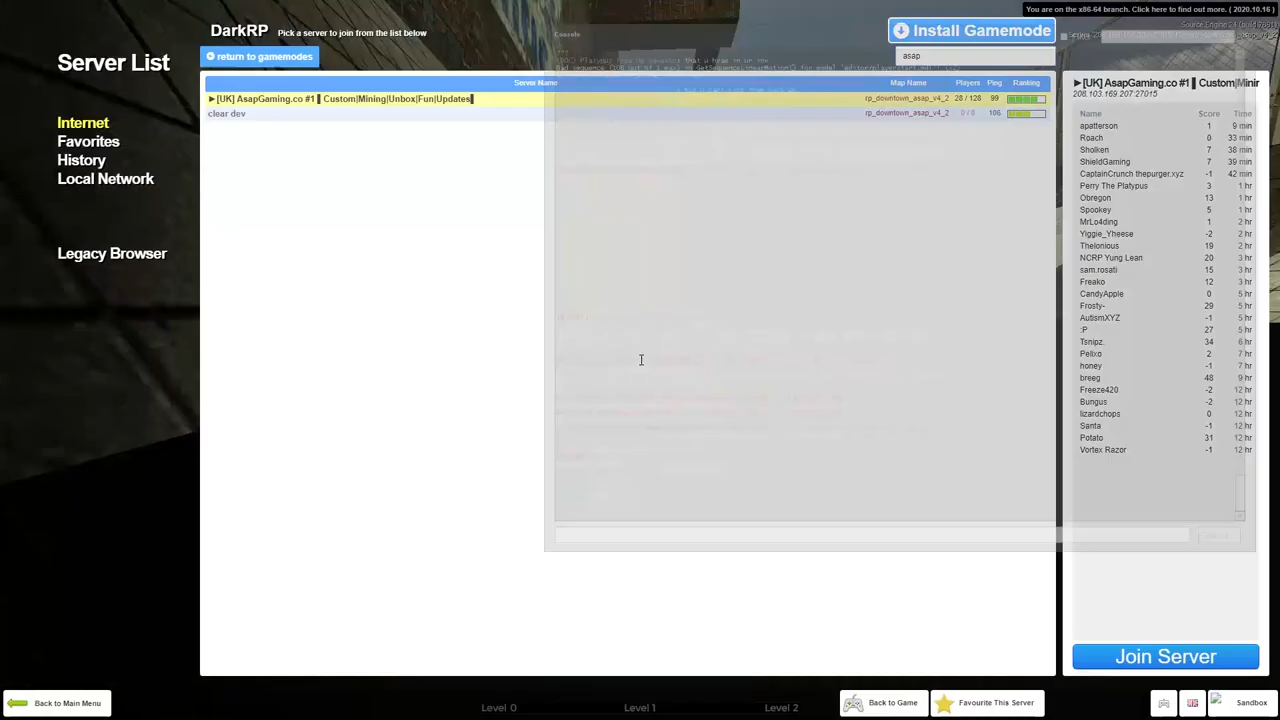 You are on the x86-64 branch. Click here to find out more. ( 2020.10.16 )
DarkRP Pick a server to join from the list below
Install Gamemode
Server List
return to gamemodes
asap
Console
Server Name Map Name Players Ping Ranking
►[UK] AsapGaming.co #1 ▌Custom|Mining|Unbox|Fun|Updates▌ rp_downtown_asap_v4_2 28 / 128 99
clear dev rp_downtown_asap_v4_2 0 / 8 106
Internet
Favorites
History
Local Network
Legacy Browser
►[UK] AsapGaming.co #1 ▌Custom|Minir
208.103.169.207:27015
Name Score Time
apatterson 1 9 min
Roach 0 33 min
Sholken 7 38 min
ShieldGaming 7 39 min
CaptainCrunch thepurger.xyz -1 42 min
Perry The Platypus 3 1 hr
Obregon 13 1 hr
Spookey 5 1 hr
MrLo4ding 1 2 hr
Yiggie_Yheese -2 2 hr
Thelonious 19 2 hr
NCRP Yung Lean 20 3 hr
sam.rosati 15 3 hr
Freako 12 3 hr
CandyApple 0 5 hr
Frosty- 29 5 hr
AutismXYZ -1 5 hr
:P 27 5 hr
Tsnipz. 34 6 hr
Pelixo 2 7 hr
honey -1 7 hr
breeg 48 9 hr
Freeze420 -2 12 hr
Bungus -2 12 hr
lizardchops 0 12 hr
Santa -1 12 hr
Potato 31 12 hr
Vortex Razor -1 12 hr
Join Server
Back to Main Menu
Level 0 Level 1 Level 2
Back to Game
Favourite This Server
Sandbox